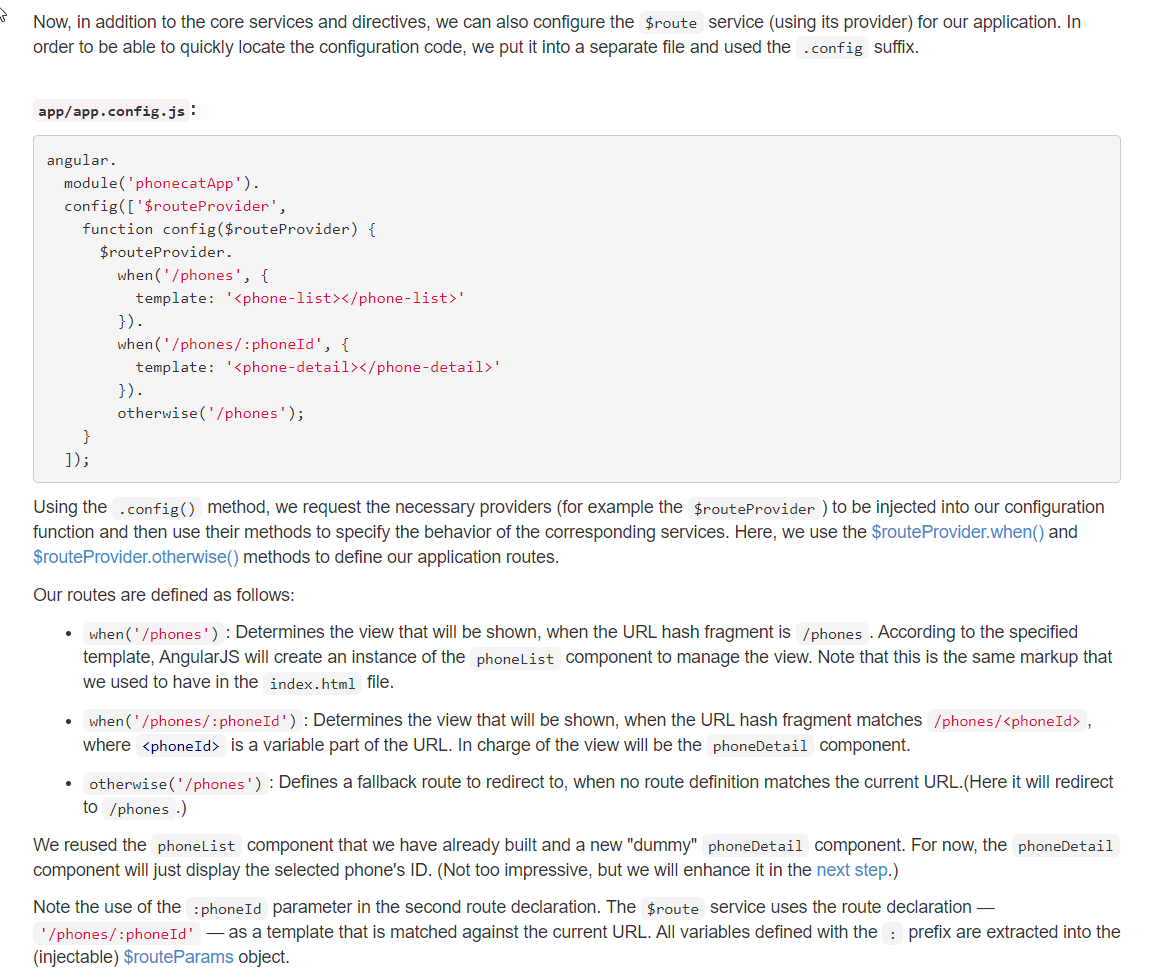 Now, in addition to the core services and directives, we can also configure the $route service (using its provider) for our application. In
order to be able to quickly locate the configuration code, we put it into a separate file and used the .config suffix.
app/app.config.js:
angular.
  module('phonecatApp').
  config(['$routeProvider',
    function config($routeProvider) {
      $routeProvider.
        when('/phones', {
          template: '<phone-list></phone-list>'
        }).
        when('/phones/:phoneId', {
          template: '<phone-detail></phone-detail>'
        }).
        otherwise('/phones');
    }
  ]);
Using the .config() method, we request the necessary providers (for example the $routeProvider) to be injected into our configuration
function and then use their methods to specify the behavior of the corresponding services. Here, we use the $routeProvider.when() and
$routeProvider.otherwise() methods to define our application routes.
Our routes are defined as follows:
• when('/phones'): Determines the view that will be shown, when the URL hash fragment is /phones. According to the specified
template, AngularJS will create an instance of the phoneList component to manage the view. Note that this is the same markup that
we used to have in the index.html file.
• when('/phones/:phoneId'): Determines the view that will be shown, when the URL hash fragment matches /phones/<phoneId>,
where <phoneId> is a variable part of the URL. In charge of the view will be the phoneDetail component.
• otherwise('/phones'): Defines a fallback route to redirect to, when no route definition matches the current URL.(Here it will redirect
to /phones.)
We reused the phoneList component that we have already built and a new "dummy" phoneDetail component. For now, the phoneDetail
component will just display the selected phone's ID. (Not too impressive, but we will enhance it in the next step.)
Note the use of the :phoneId parameter in the second route declaration. The $route service uses the route declaration —
'/phones/:phoneId' — as a template that is matched against the current URL. All variables defined with the : prefix are extracted into the
(injectable) $routeParams object.